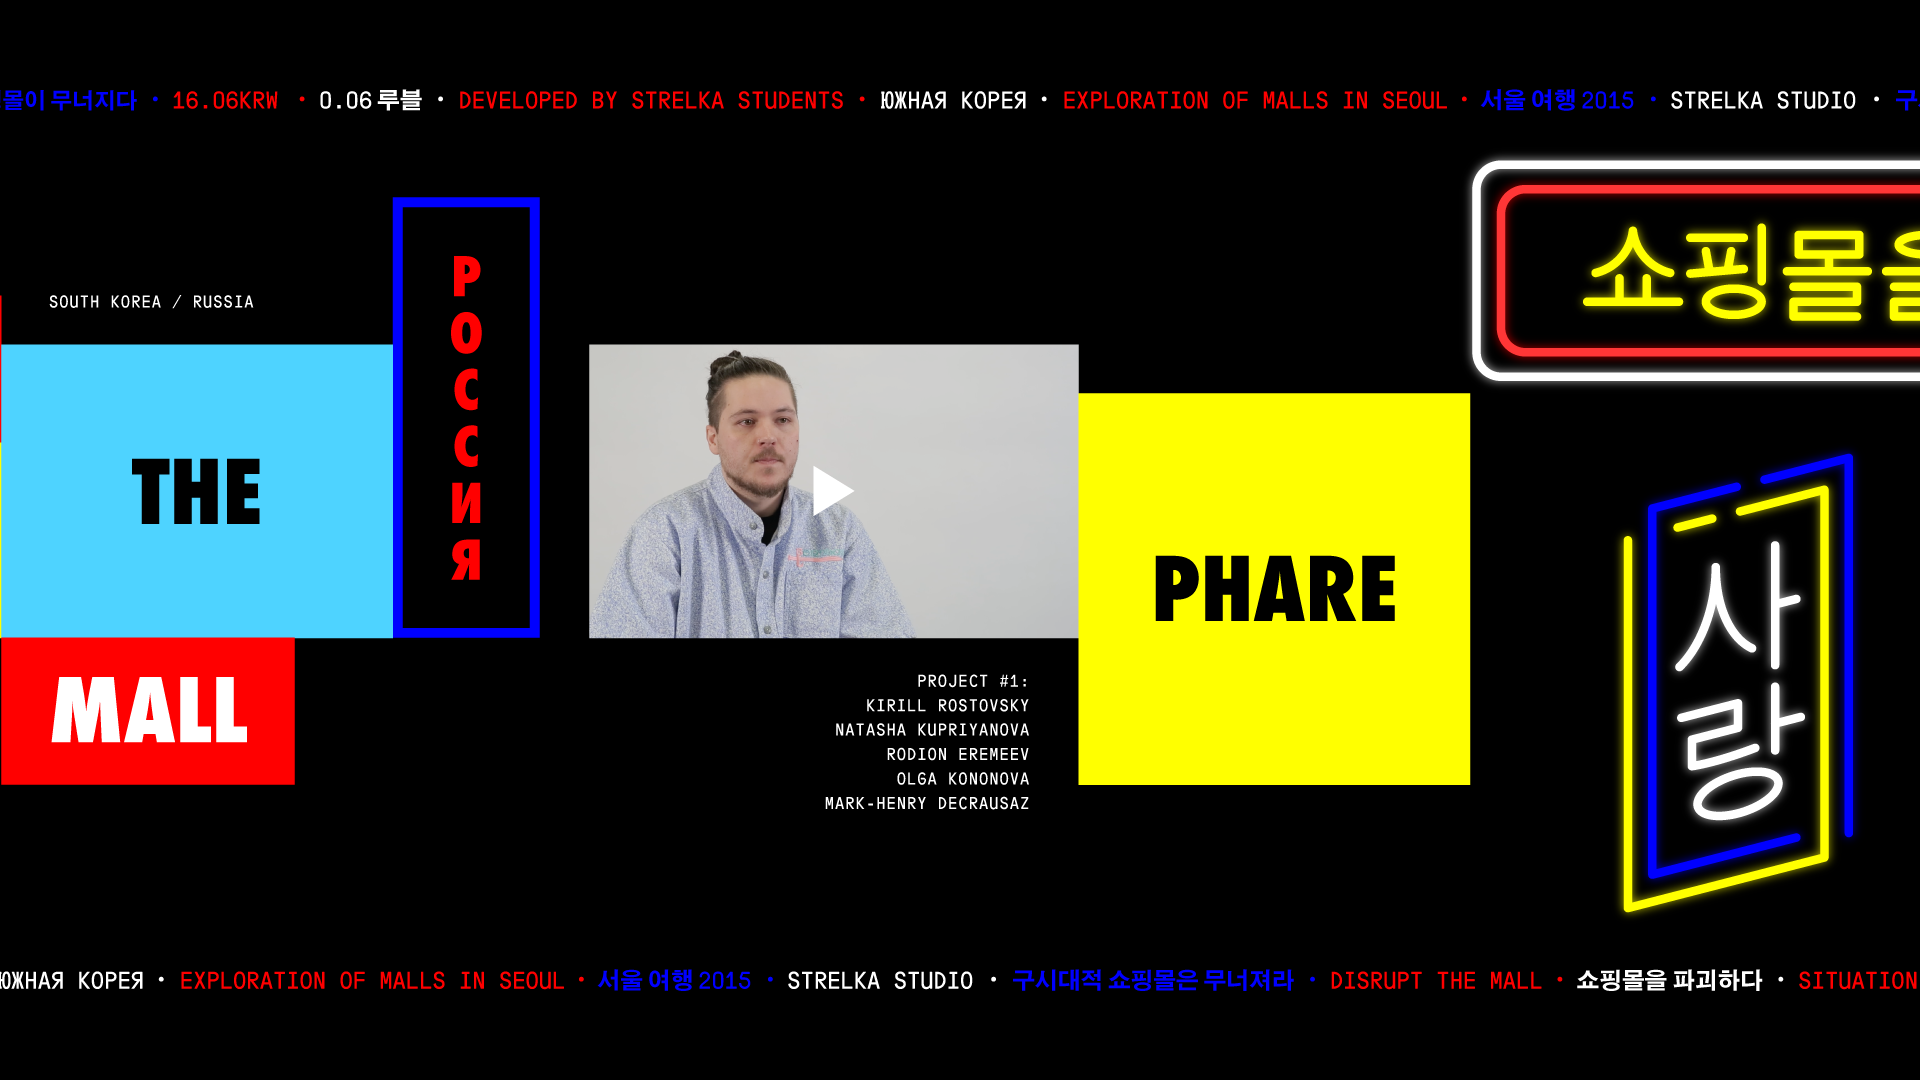 몰이 무너지다 • 16.06KRW • 0.06 루블 • DEVELOPED BY STRELKA STUDENTS • ЮЖНАЯ КОРЕЯ • EXPLORATION OF MALLS IN SEOUL • 서울 여행 2015 • STRELKA STUDIO • 구
쇼핑몰을
SOUTH KOREA / RUSSIA
РОССИЯ
THE
MALL
PHARE
PROJECT #1:
KIRILL ROSTOVSKY
NATASHA KUPRIYANOVA
RODION EREMEEV
OLGA KONONOVA
MARK-HENRY DECRAUSAZ
사랑
ЮЖНАЯ КОРЕЯ • EXPLORATION OF MALLS IN SEOUL • 서울 여행 2015 • STRELKA STUDIO • 구시대적 쇼핑몰은 무너져라 • DISRUPT THE MALL • 쇼핑몰을 파괴하다 • SITUATION